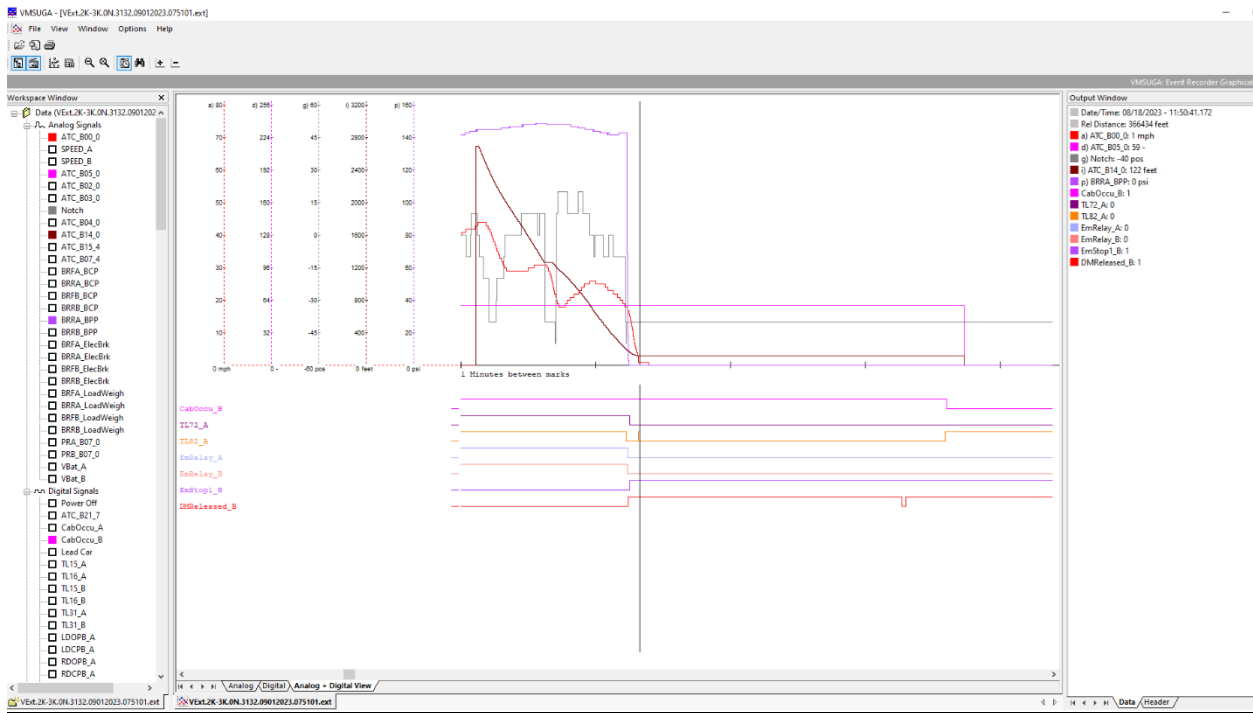 VMSUGA - [VExt.2K-3K.0N.3132.09012023.075101.ext]
File View Window Options Help
VMSUGA: Event Recorder Graphical
Workspace Window
Data (VExt.2K-3K.0N.3132.0901202
Analog Signals
ATC_B00_0
SPEED_A
SPEED_B
ATC_B05_0
ATC_B02_0
ATC_B03_0
Notch
ATC_B04_0
ATC_B14_0
ATC_B15_4
ATC_B07_4
BRFA_BCP
BRRA_BCP
BRFB_BCP
BRRB_BCP
BRRA_BPP
BRRB_BPP
BRFA_ElecBrk
BRRA_ElecBrk
BRFB_ElecBrk
BRRB_ElecBrk
BRFA_LoadWeigh
BRRA_LoadWeigh
BRFB_LoadWeigh
BRRB_LoadWeigh
PRA_B07_0
PRB_B07_0
VBat_A
VBat_B
Digital Signals
Power Off
ATC_B21_7
CabOccu_A
CabOccu_B
Lead Car
TL15_A
TL16_A
TL15_B
TL16_B
TL31_A
TL31_B
LDOPB_A
LDCPB_A
RDOPB_A
RDCPB_A
VExt.2K-3K.0N.3132.09012023.075101.ext
a) 80 d) 256 g) 60 i) 3200 p) 160
70 224 45 2800 140
60 192 30 2400 120
50 160 15 2000 100
40 128 0 1600 80
30 96 -15 1200 60
20 64 -30 800 40
10 32 -45 400 20
0 mph 0 - -60 pos 0 feet 0 psi
1 Minutes between marks
CabOccu_B
TL72_A
TL82_A
EmRelay_A
EmRelay_B
EmStop1_B
DMReleased_B
Analog Digital Analog + Digital View
VExt.2K-3K.0N.3132.09012023.075101.ext
Output Window
Date/Time: 08/18/2023 - 11:50:41.172
Rel Distance: 366434 feet
a) ATC_B00_0: 1 mph
d) ATC_B05_0: 59 -
g) Notch: -40 pos
i) ATC_B14_0: 122 feet
p) BRRA_BPP: 0 psi
CabOccu_B: 1
TL72_A: 0
TL82_A: 0
EmRelay_A: 0
EmRelay_B: 0
EmStop1_B: 1
DMReleased_B: 1
Data Header